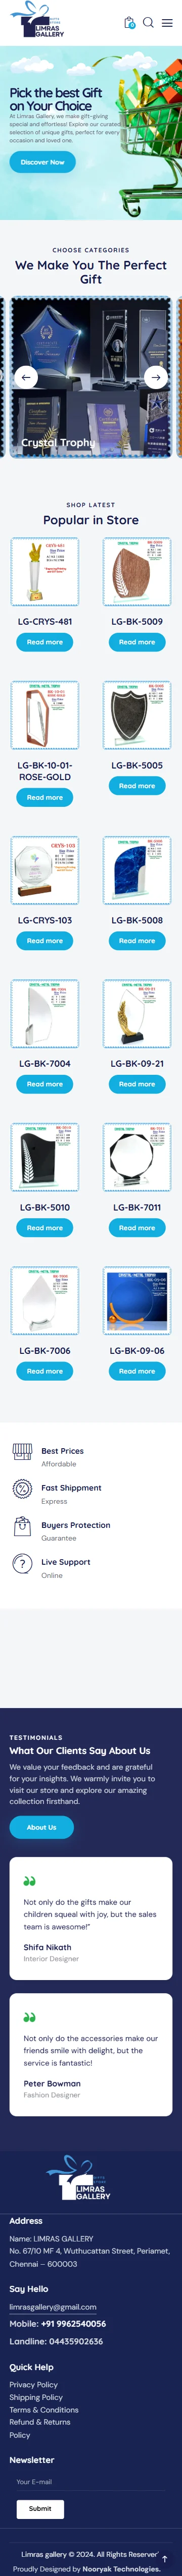 LIMRAS
GALLERY
0
Pick the best Gift
on Your Choice
At Limras Gallery, we make gift-giving
special and effortless! Explore our curated
selection of unique gifts, perfect for every
occasion and loved one.
Discover Now
CHOOSE CATEGORIES
We Make You The Perfect
Gift
Crystal Trophy
SHOP LATEST
Popular in Store
LG-CRYS-481
Read more
LG-BK-5009
Read more
LG-BK-10-01-
ROSE-GOLD
Read more
LG-BK-5005
Read more
CRYS-103
LG-CRYS-103
Read more
LG-BK-5008
Read more
LG-BK-7004
Read more
LG-BK-09-21
Read more
LG-BK-5010
Read more
LG-BK-7011
Read more
LG-BK-7006
Read more
LG-BK-09-06
Read more
Best Prices
Affordable
Fast Shippment
Express
Buyers Protection
Guarantee
Live Support
Online
TESTIMONIALS
What Our Clients Say About Us
We value your feedback and are grateful
for your insights. We warmly invite you to
visit our store and explore our amazing
collection firsthand.
About Us
Not only do the gifts make our
children squeal with joy, but the sales
team is awesome!”
Shifa Nikath
Interior Designer
Not only do the accessories make our
friends smile with delight, but the
service is fantastic!
Peter Bowman
Fashion Designer
LIMRAS
GALLERY
Address
Name: LIMRAS GALLERY
No. 67/10 MF 4, Wuthucattan Street, Periamet,
Chennai – 600003
Say Hello
limrasgallery@gmail.com
Mobile: +91 9962540056
Landline: 04435902636
Quick Help
Privacy Policy
Shipping Policy
Terms & Conditions
Refund & Returns
Policy
Newsletter
Your E-mail
Submit
Limras gallery © 2024. All Rights Reserved
Proudly Designed by Nooryak Technologies.